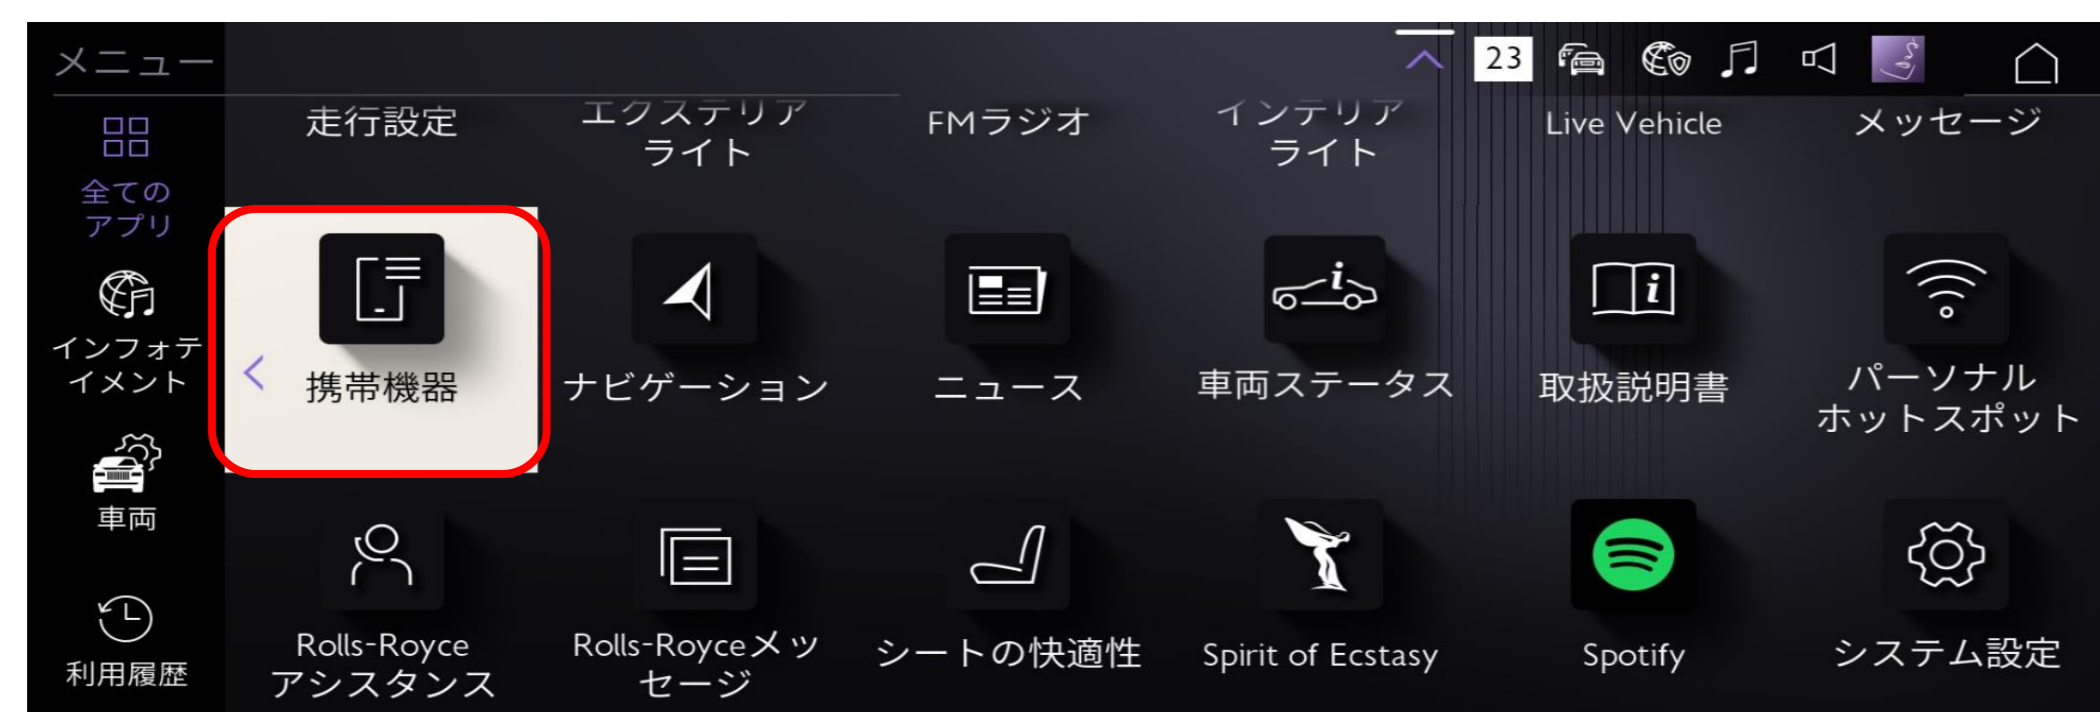 メニュー
23
全ての
アプリ
インフォテ
イメント
車両
利用履歴
走行設定
エクステリア
ライト
FMラジオ
インテリア
ライト
Live Vehicle
メッセージ
携帯機器
ナビゲーション
ニュース
車両ステータス
取扱説明書
パーソナル
ホットスポット
Rolls-Royce
アシスタンス
Rolls-Royceメッ
セージ
シートの快適性
Spirit of Ecstasy
Spotify
システム設定